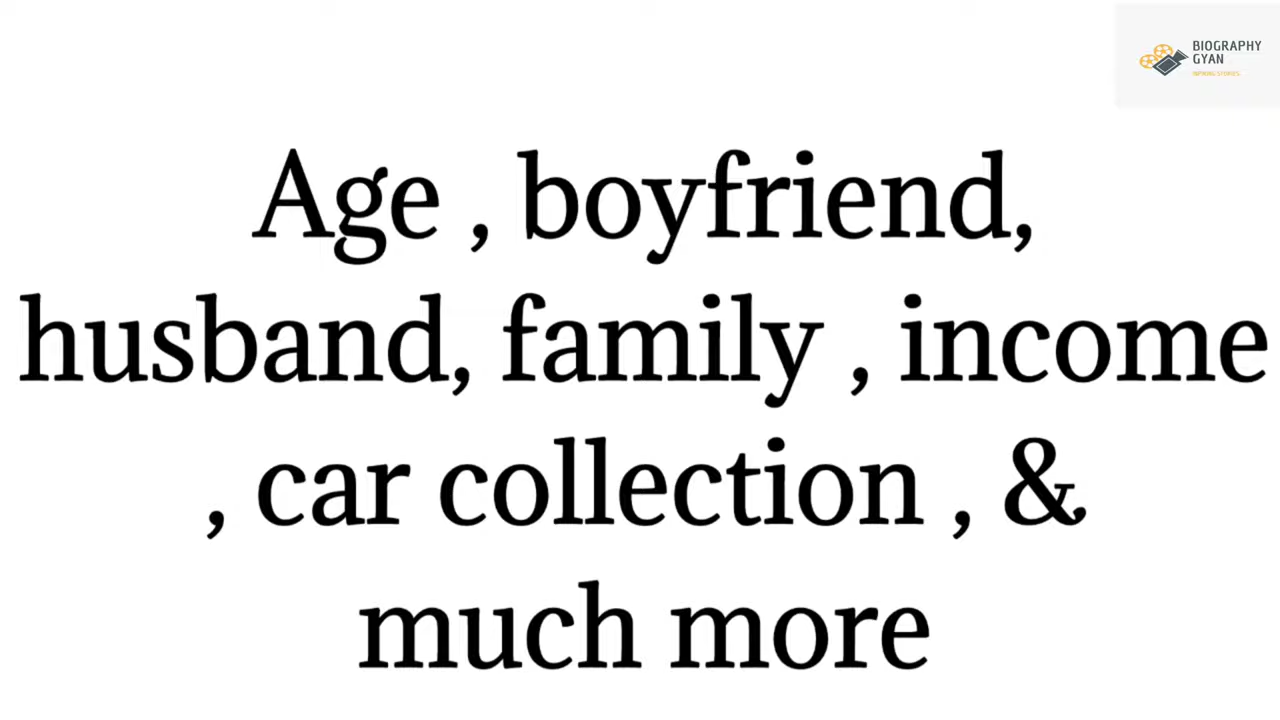 BIOGRAPHY
GYAN
Age , boyfriend,
husband, family , income
, car collection , &
much more